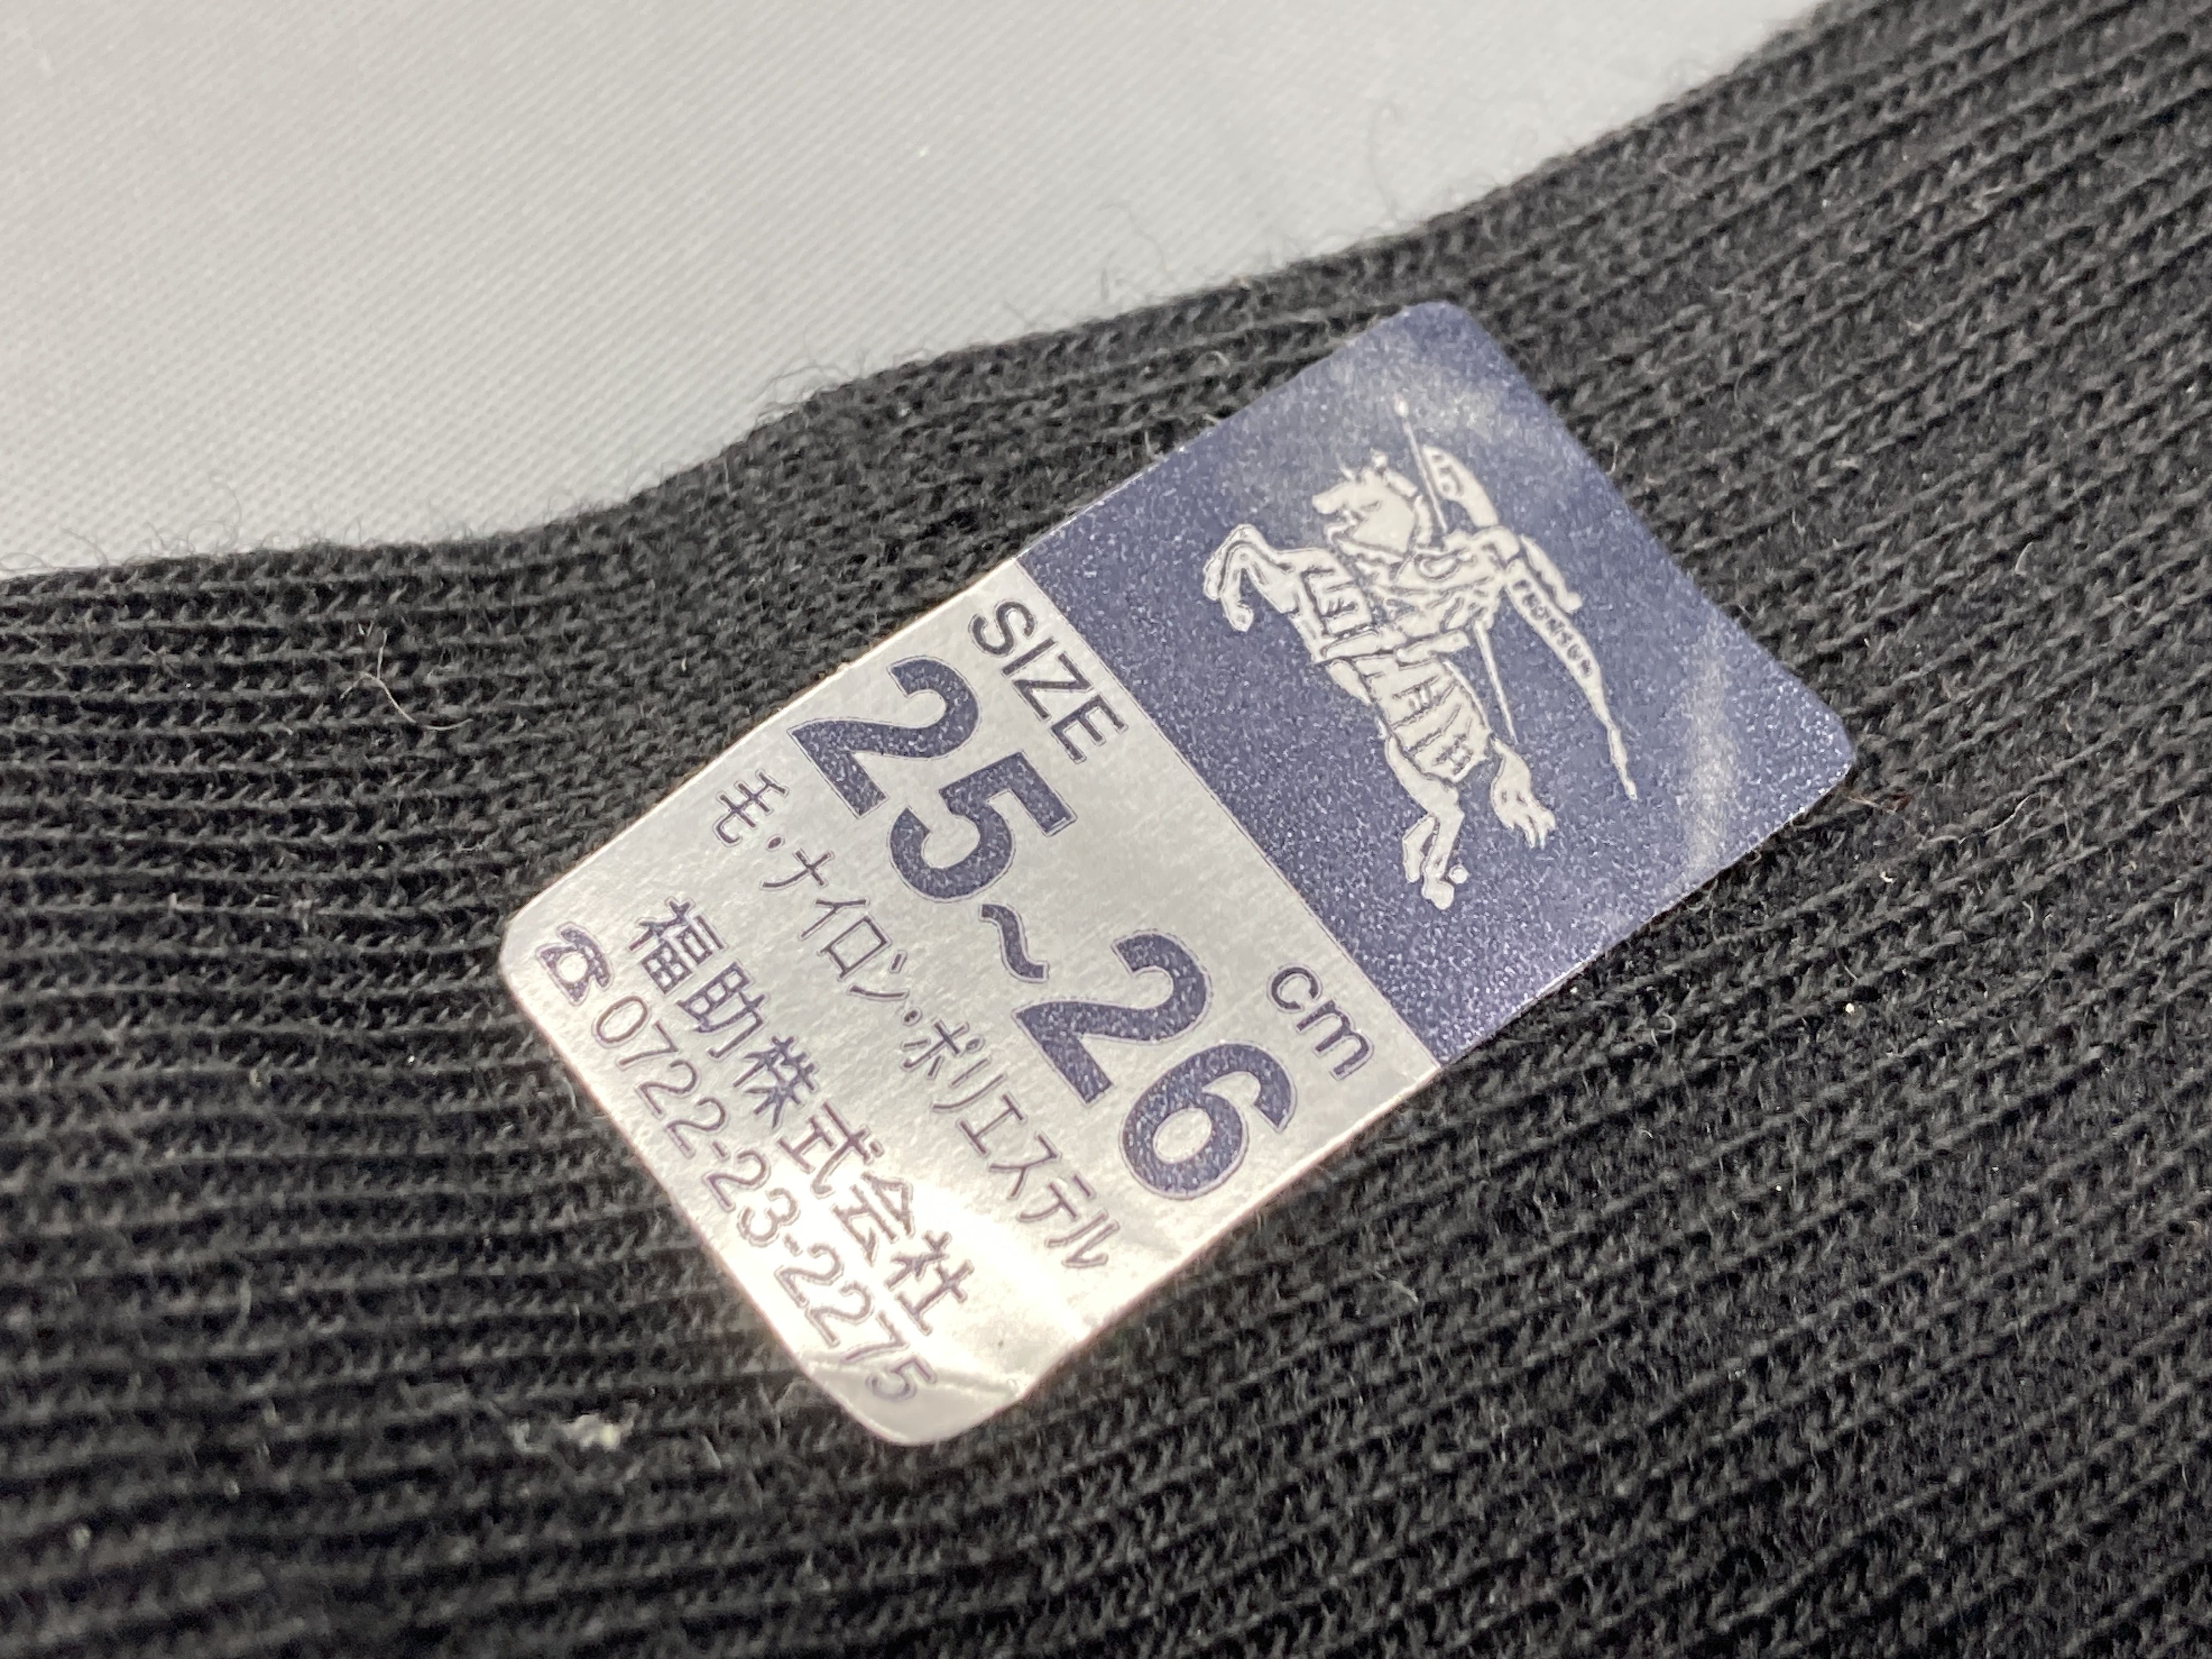 SIZE
25~26 cm
毛・ナイロン・ポリエステル
福助株式会社
☎0722-23-2275